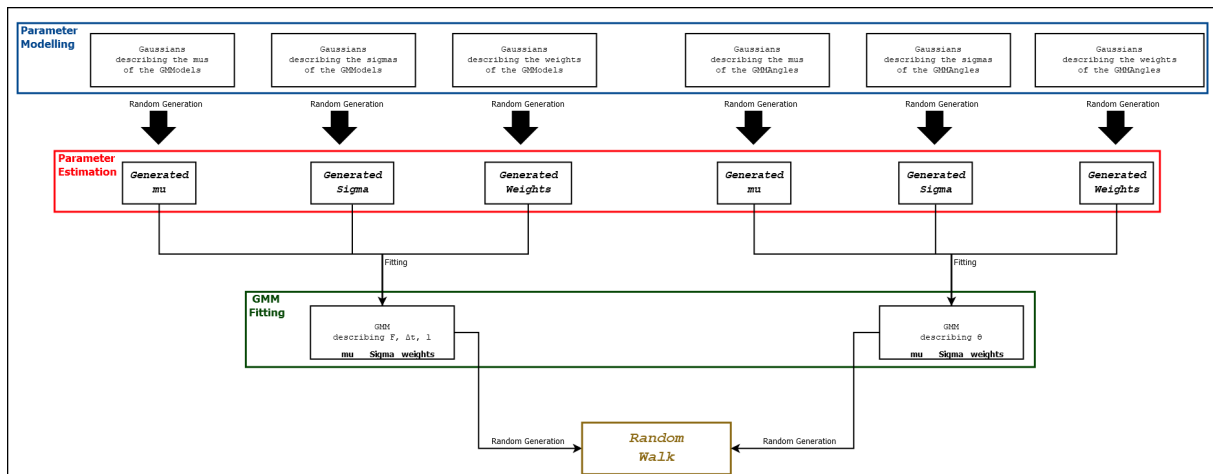 Parameter
Modelling
Gaussians
describing the mus
of the GMModels
Gaussians
describing the sigmas
of the GMModels
Gaussians
describing the weights
of the GMModels
Gaussians
describing the mus
of the GMMAngles
Gaussians
describing the sigmas
of the GMMAngles
Gaussians
describing the weights
of the GMMAngles
Random Generation
Random Generation
Random Generation
Random Generation
Random Generation
Random Generation
Parameter
Estimation
Generated
mu
Generated
Sigma
Generated
Weights
Generated
mu
Generated
Sigma
Generated
Weights
Fitting
Fitting
GMM
Fitting
GMM
describing F, Δt, l
mu Sigma weights
GMM
describing θ
mu Sigma weights
Random Generation
Random Generation
Random
Walk